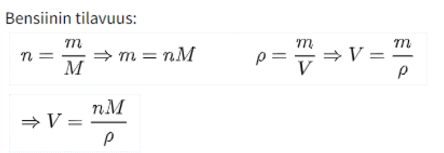 Bensiinin tilavuus:
n = m/M ⇒ m = nM ρ = m/V ⇒ V = m/ρ
⇒ V = nM/ρ